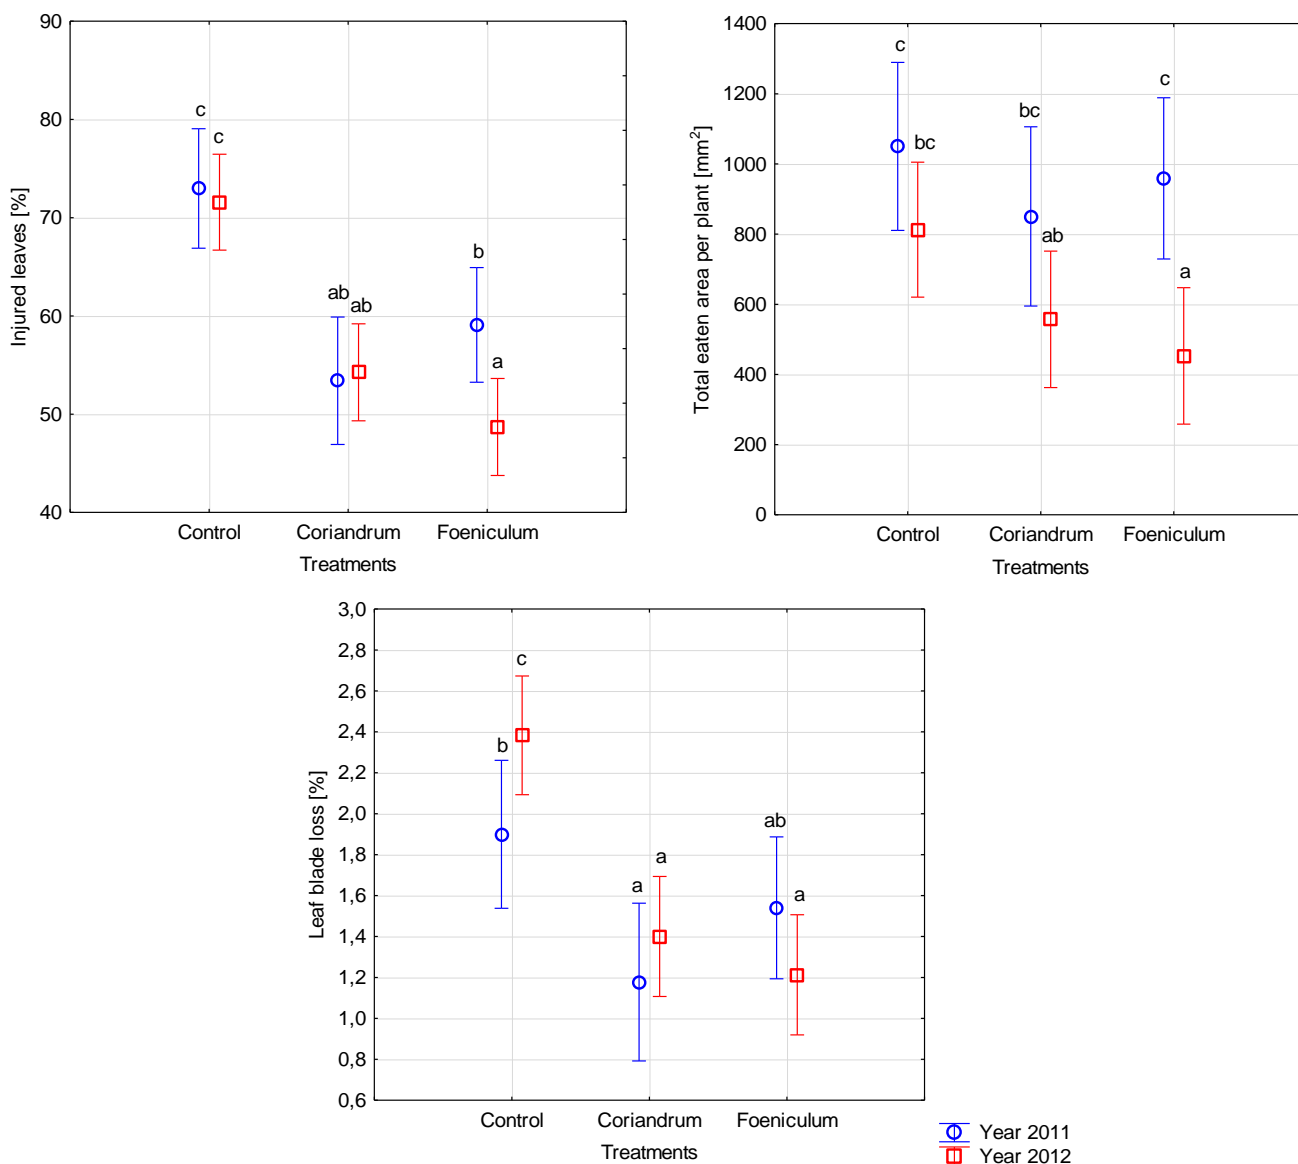 90
80
70
60
50
40
Injured leaves [%]
c
c
ab
ab
b
a
Control
Coriandrum
Foeniculum
Treatments
1400
1200
1000
800
600
400
200
0
Total eaten area per plant [mm²]
c
bc
bc
ab
c
a
Control
Coriandrum
Foeniculum
Treatments
3,0
2,8
2,6
2,4
2,2
2,0
1,8
1,6
1,4
1,2
1,0
0,8
0,6
Leaf blade loss [%]
b
c
a
a
ab
a
Control
Coriandrum
Foeniculum
Treatments
Year 2011
Year 2012